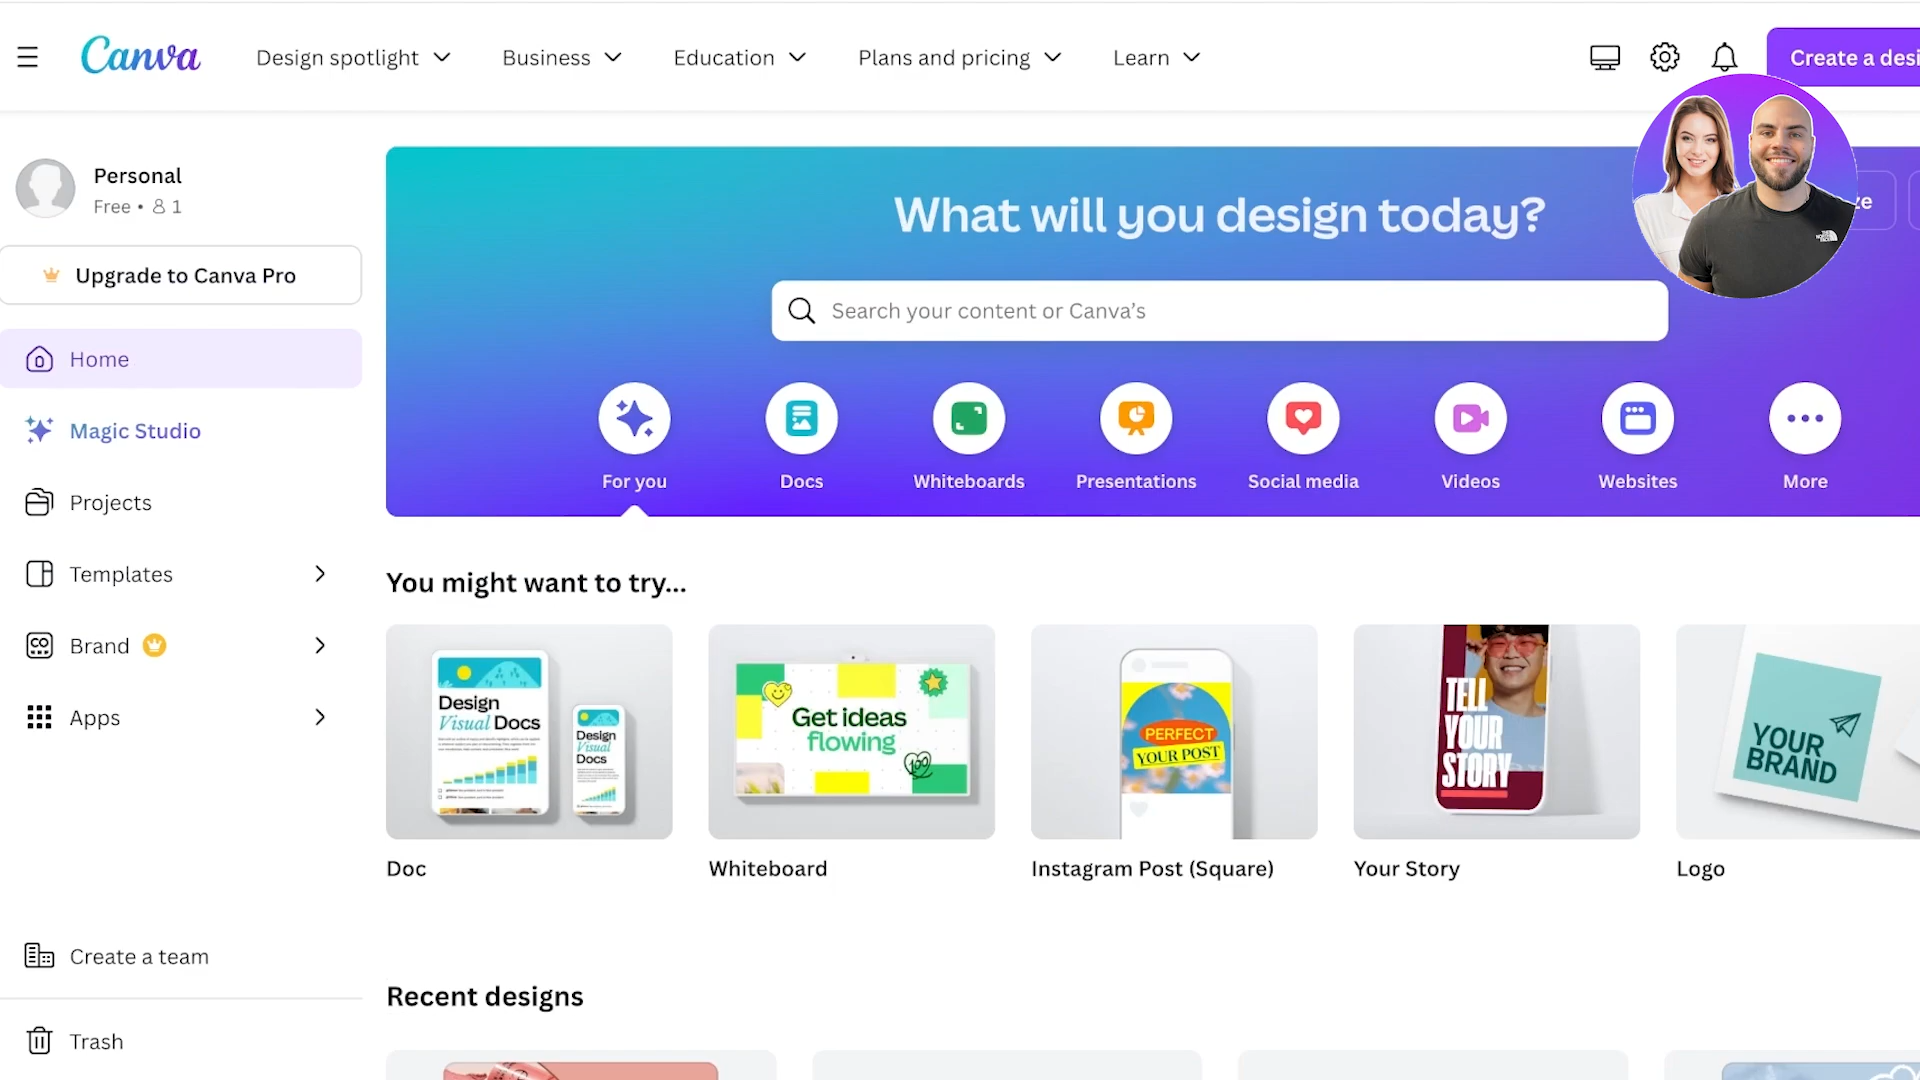 Canva
Design spotlight
Business
Education
Plans and pricing
Learn
Create a desi
Personal
Free • 1
Upgrade to Canva Pro
Home
Magic Studio
Projects
Templates
Brand
Apps
Create a team
Trash
What will you design today?
ze
Search your content or Canva's
For you
Docs
Whiteboards
Presentations
Social media
Videos
Websites
More
You might want to try...
Design
Visual Docs
Design
Visual
Docs
Get ideas
flowing
100
PERFECT
YOUR POST
TELL
YOUR
STORY
YOUR
BRAND
CO
Doc
Whiteboard
Instagram Post (Square)
Your Story
Logo
Recent designs